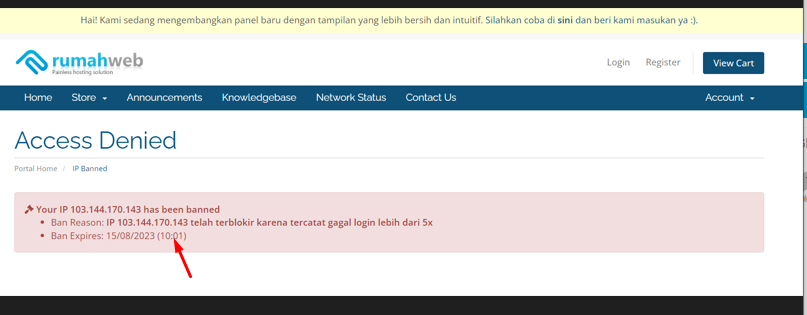 Hai! Kami sedang mengembangkan panel baru dengan tampilan yang lebih bersih dan intuitif. Silahkan coba di sini dan beri kami masukan ya :).
rumahweb
Painless hosting solution
Login Register View Cart
Home Store Announcements Knowledgebase Network Status Contact Us Account
Access Denied
Portal Home / IP Banned
Your IP 103.144.170.143 has been banned
• Ban Reason: IP 103.144.170.143 telah terblokir karena tercatat gagal login lebih dari 5x
• Ban Expires: 15/08/2023 (10:01)